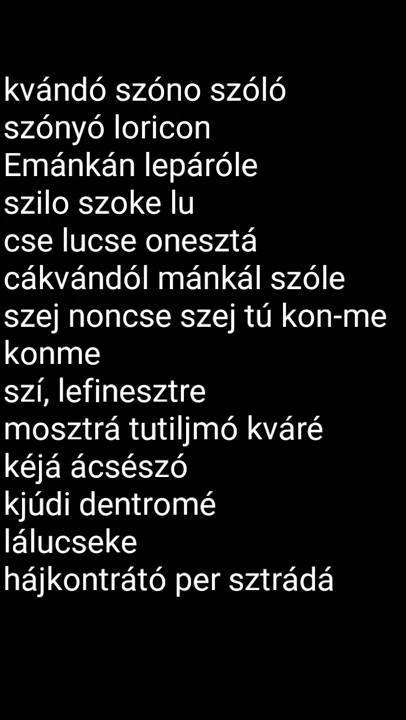 kvándó szóno szóló
szónyó loricon
Emánkán lepáróle
szilo szoke lu
cse lucse onesztá
cákvándól mánkál szóle
szej noncse szej tú kon-me
konme
szí, lefinesztre
mosztrá tutiljmó kváré
kéjá ácsészó
kjúdi dentromé
lálucseke
hájkontrátó per sztrádá